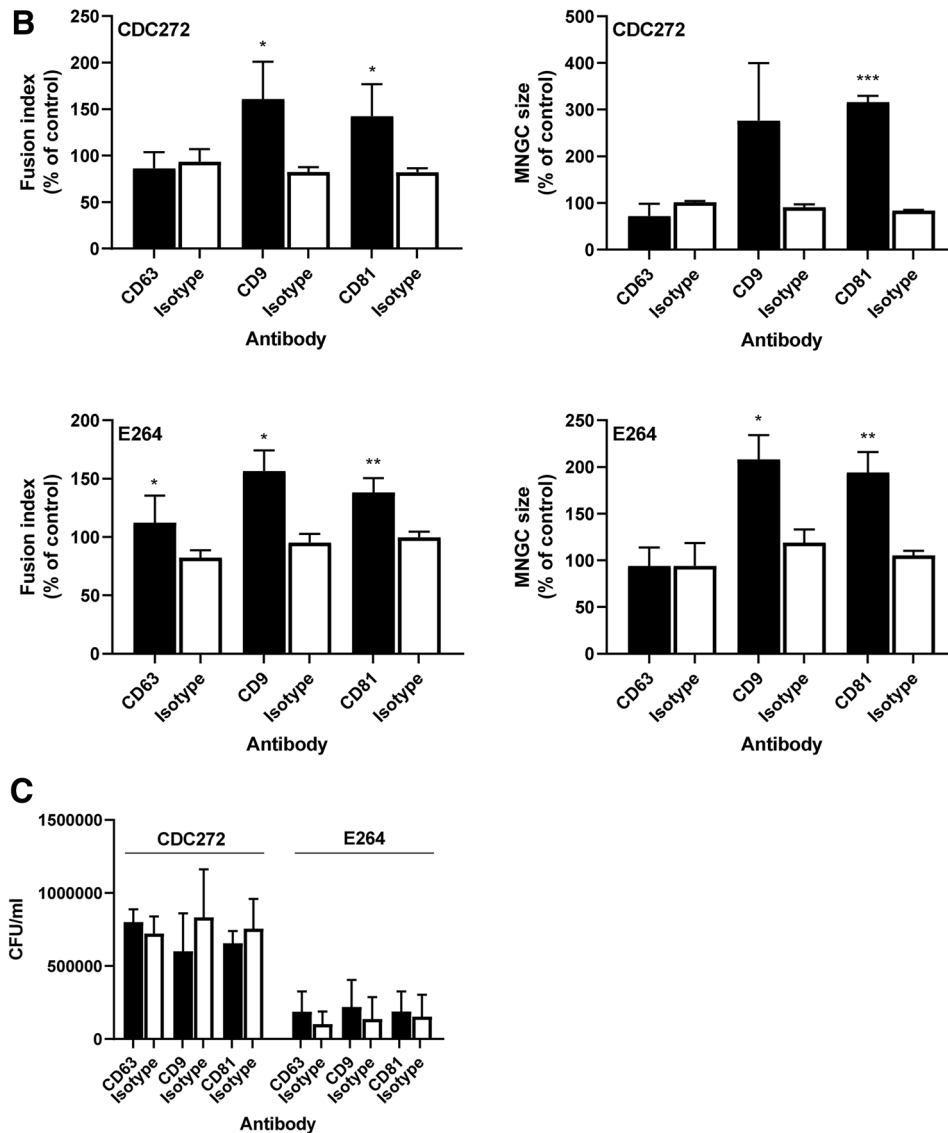 B
CDC272
Fusion index
(% of control)
250
200
150
100
50
0
*
*
CD63
Isotype
CD9
Isotype
CD81
Isotype
Antibody
CDC272
MNGC size
(% of control)
500
400
300
200
100
0
***
CD63
Isotype
CD9
Isotype
CD81
Isotype
Antibody
E264
Fusion index
(% of control)
200
150
100
50
0
*
*
**
CD63
Isotype
CD9
Isotype
CD81
Isotype
Antibody
E264
MNGC size
(% of control)
250
200
150
100
50
0
*
**
CD63
Isotype
CD9
Isotype
CD81
Isotype
Antibody
C
CFU/ml
1500000
1000000
500000
0
CDC272
E264
CD63
Isotype
CD9
Isotype
CD81
Isotype
CD63
Isotype
CD9
Isotype
CD81
Isotype
Antibody